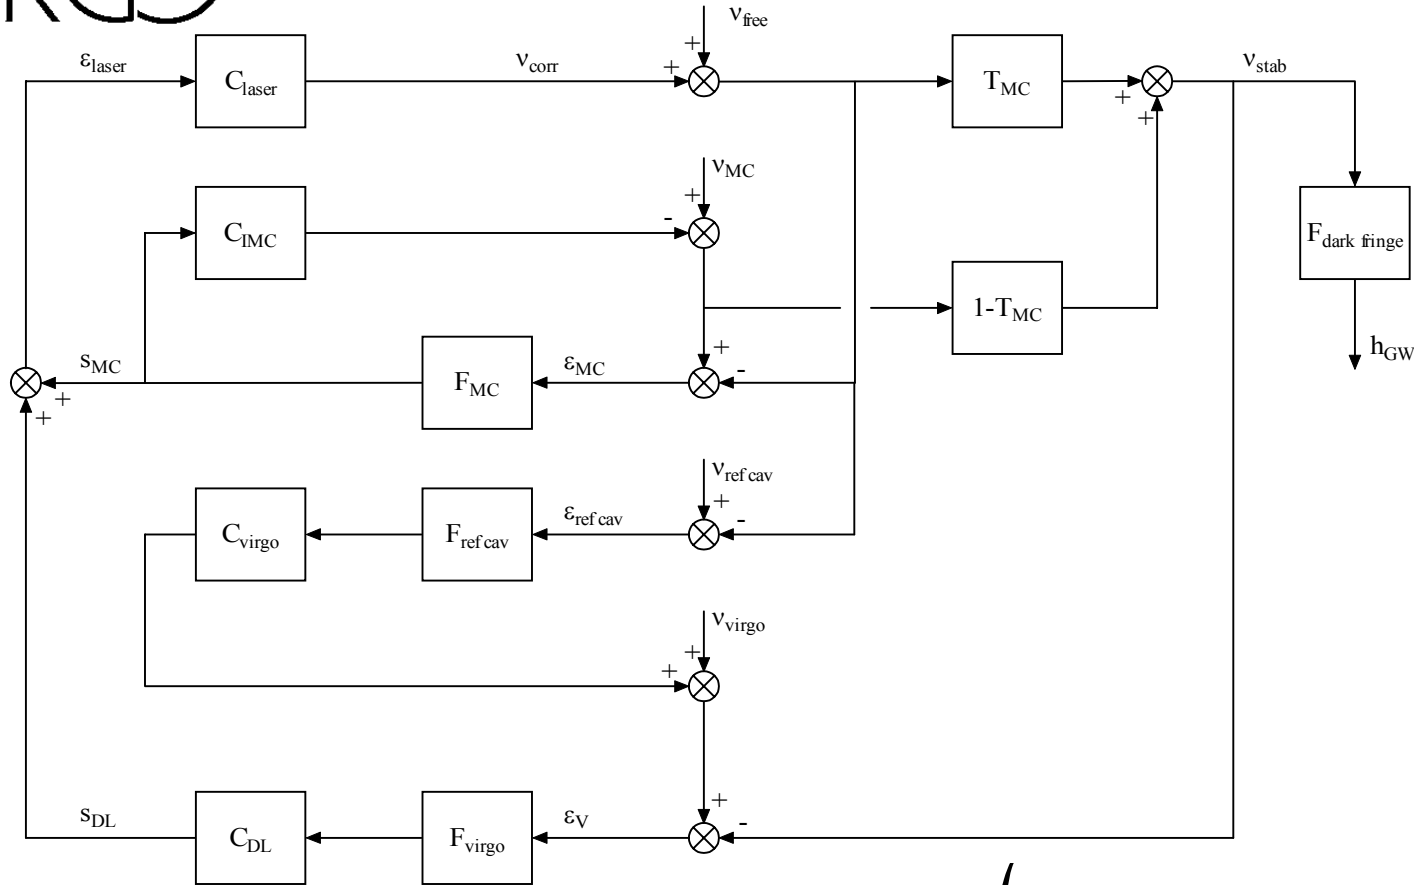 ν_free
+
ε_laser C_laser ν_corr + T_MC + ν_stab
+
ν_MC
+
C_IMC - F_dark fringe
1-T_MC
h_GW
+
s_MC F_MC ε_MC -
+
+
ν_ref cav
+
C_virgo F_ref cav ε_ref cav -
ν_virgo
+
+
+
s_DL C_DL F_virgo ε_V -